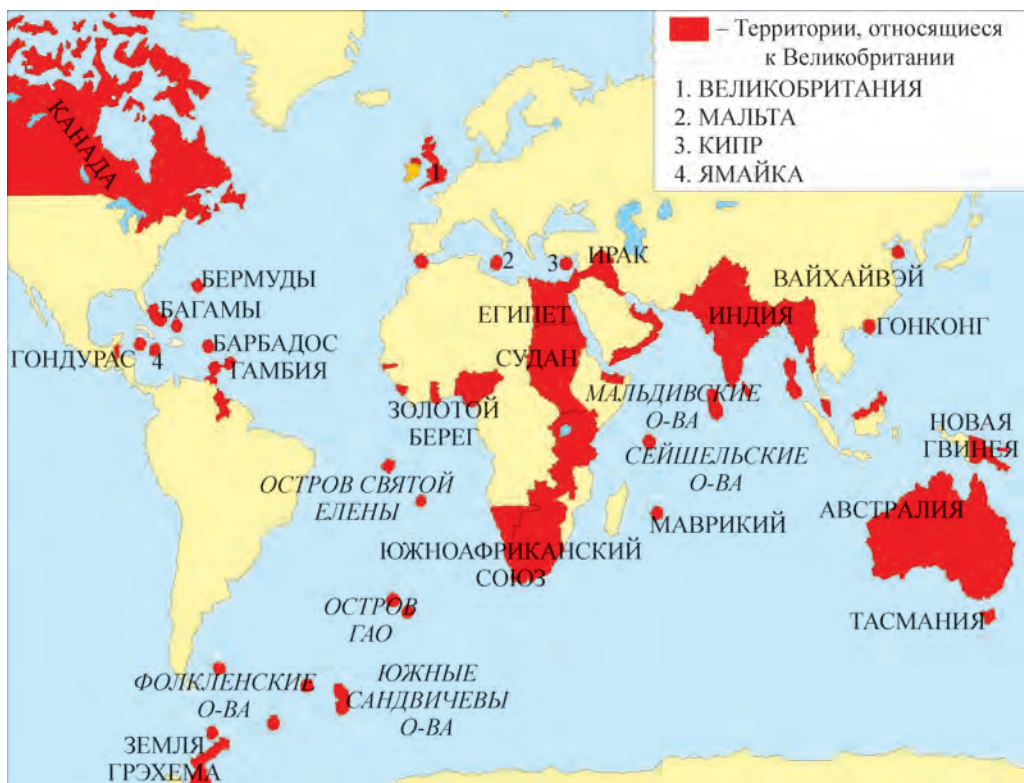 – Территории, относящиеся
к Великобритании
1. ВЕЛИКОБРИТАНИЯ
2. МАЛЬТА
3. КИПР
4. ЯМАЙКА
КАНАДА
1
2
3
ИРАК
БЕРМУДЫ
БАГАМЫ
ВАЙХАЙВЭЙ
ЕГИПЕТ
ИНДИЯ
ГОНКОНГ
ГОНДУРАС
4
БАРБАДОС
ГАМБИЯ
СУДАН
ЗОЛОТОЙ
БЕРЕГ
МАЛЬДИВСКИЕ
О-ВА
НОВАЯ
ГВИНЕЯ
ОСТРОВ СВЯТОЙ
ЕЛЕНЫ
СЕЙШЕЛЬСКИЕ
О-ВА
МАВРИКИЙ
АВСТРАЛИЯ
ЮЖНОАФРИКАНСКИЙ
СОЮЗ
ОСТРОВ
ГАО
ТАСМАНИЯ
ФОЛКЛЕНСКИЕ
О-ВА
ЮЖНЫЕ
САНДВИЧЕВЫ
О-ВА
ЗЕМЛЯ
ГРЭХЕМА